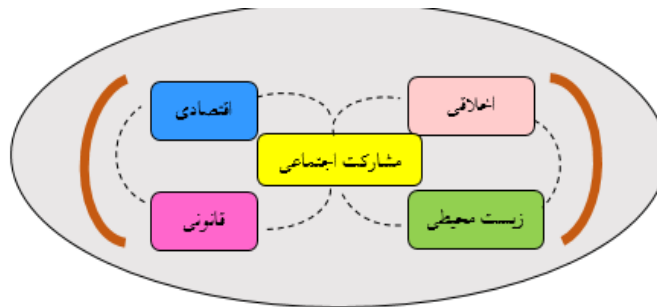 اخلاقی
اقتصادی
مشارکت اجتماعی
زیست محیطی
قانونی